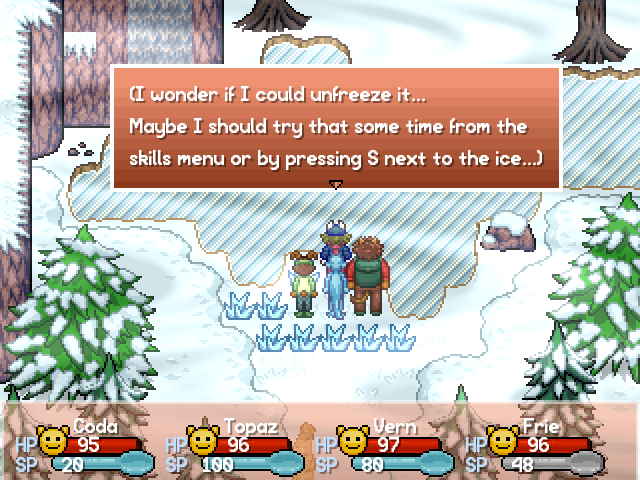 (I wonder if I could unfreeze it...
Maybe I should try that some time from the
skills menu or by pressing S next to the ice...)
Coda Topaz Vern Frie
HP 95 HP 96 HP 97 HP 96
SP 20 SP 100 SP 80 SP 48